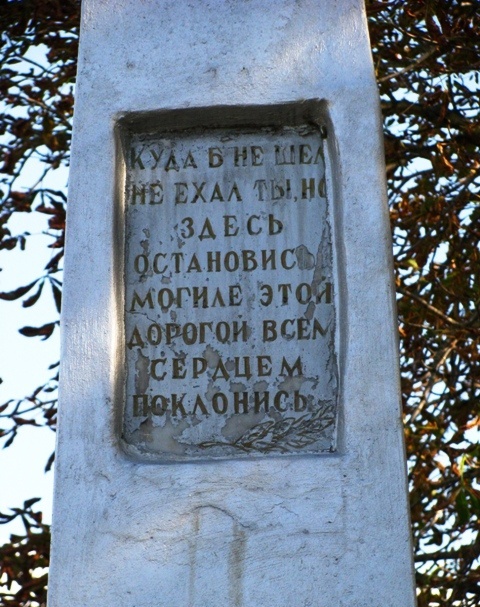 КУДА Б НЕ ШЕЛ
НЕ ЕХАЛ ТЫ, НО
ЗДЕСЬ
ОСТАНОВИСЬ
МОГИЛЕ ЭТОЙ
ДОРОГОЙ ВСЕМ
СЕРДЦЕМ
ПОКЛОНИСЬ